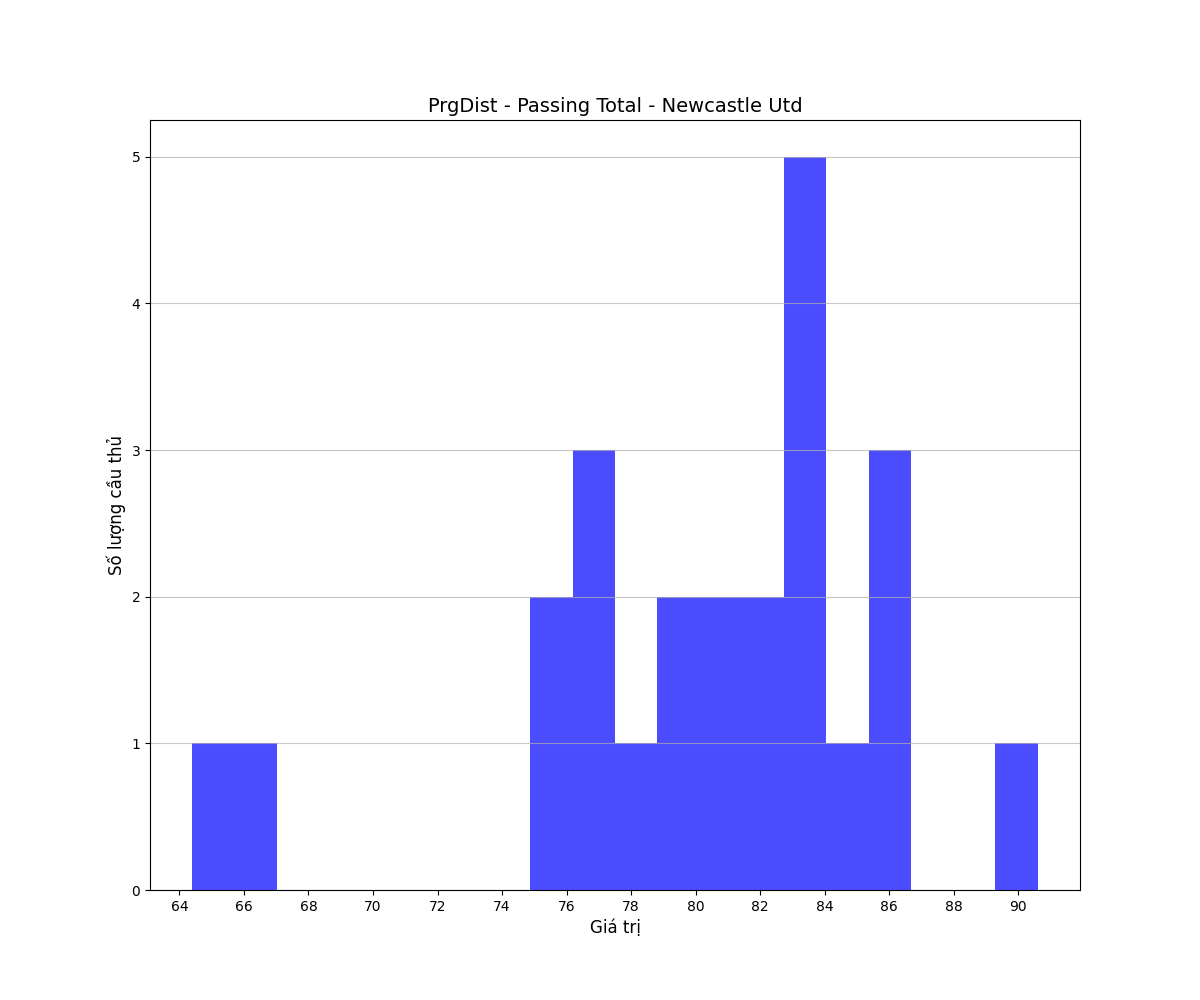 PrgDist - Passing Total - Newcastle Utd
Số lượng cầu thủ
5
4
3
2
1
0
64 66 68 70 72 74 76 78 80 82 84 86 88 90
Giá trị